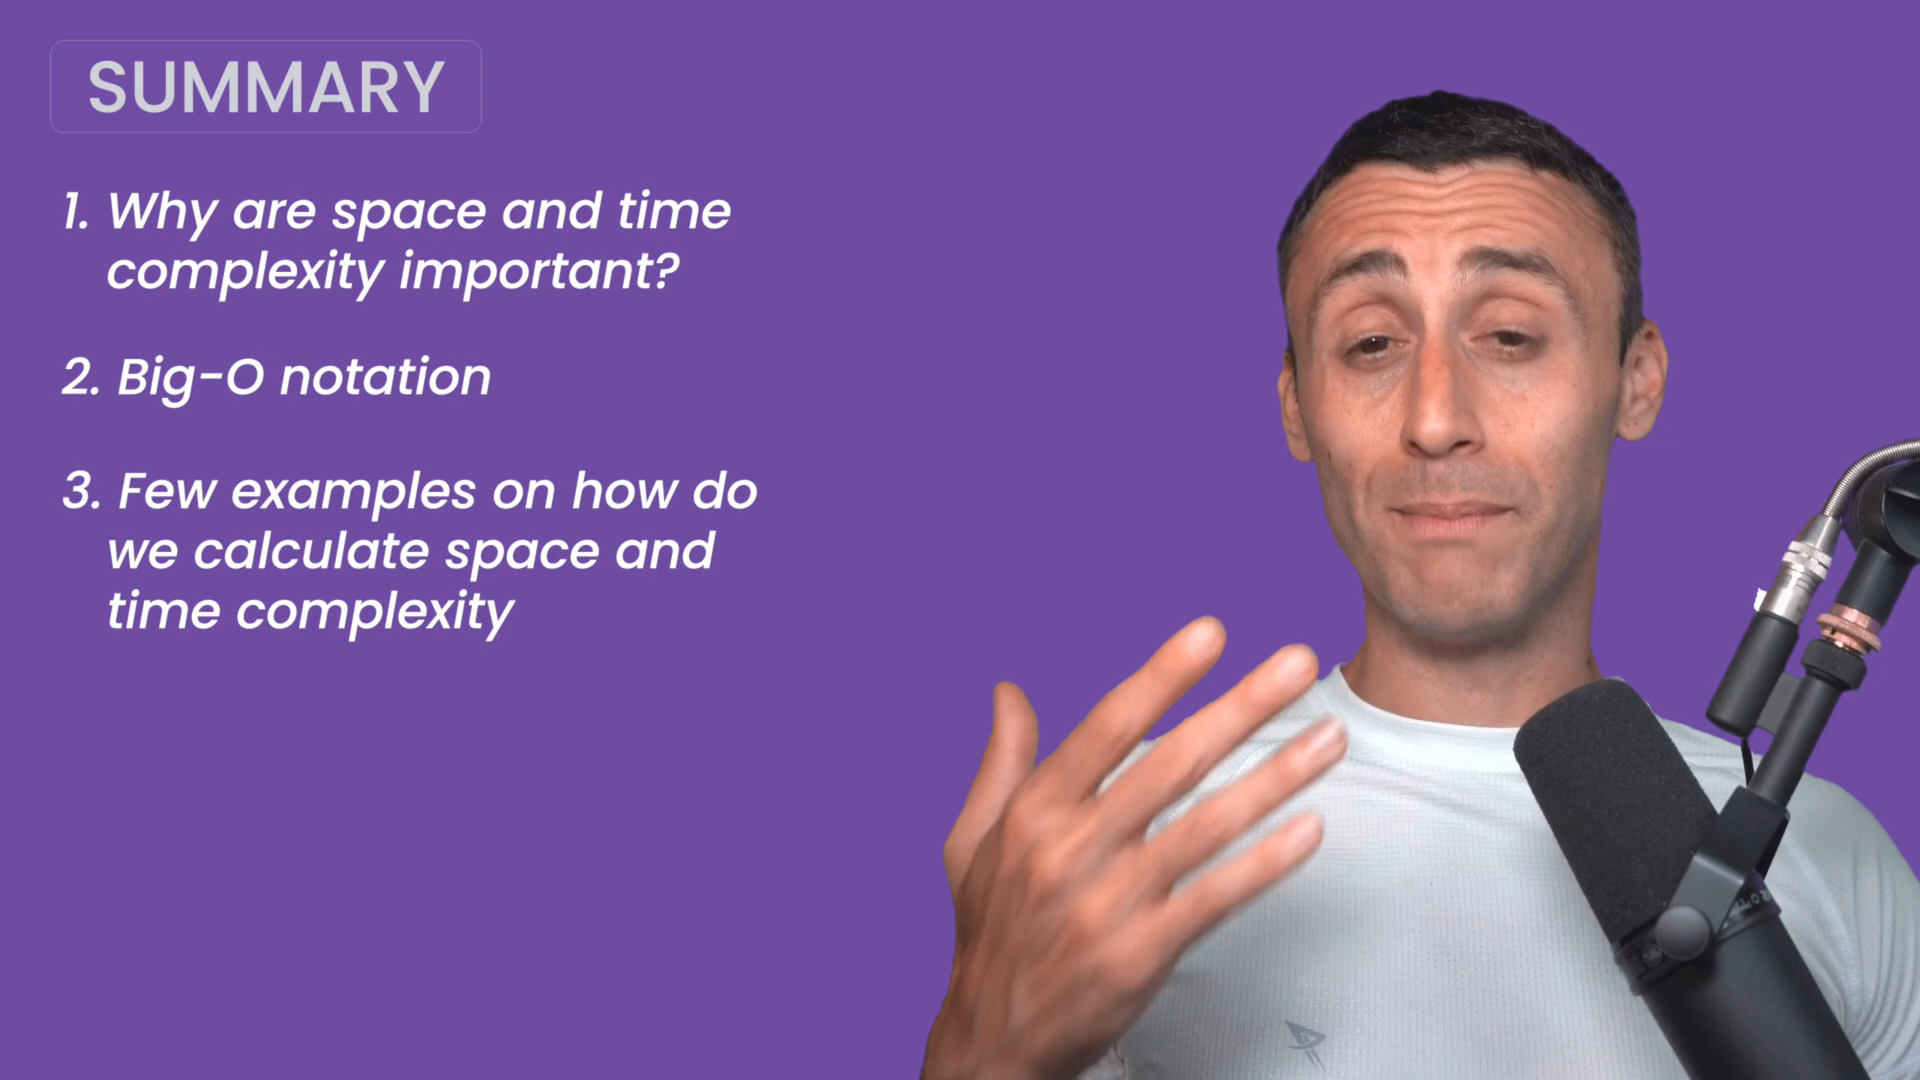 SUMMARY
1. Why are space and time
complexity important?
2. Big-O notation
3. Few examples on how do
we calculate space and
time complexity